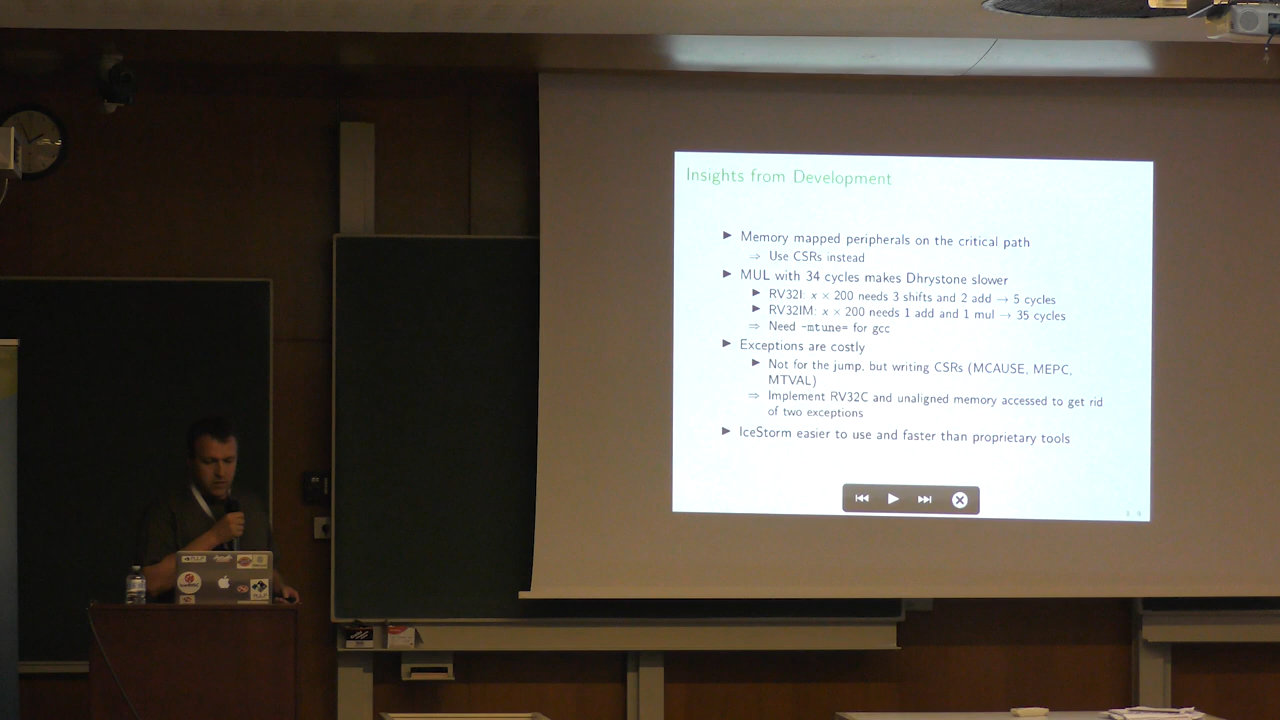 Insights from Development
▶ Memory mapped peripherals on the critical path
⇒ Use CSRs instead
▶ MUL with 34 cycles makes Dhrystone slower
▶ RV32I: x × 200 needs 3 shifts and 2 add → 5 cycles
▶ RV32IM: x × 200 needs 1 add and 1 mul → 35 cycles
⇒ Need -mtune= for gcc
▶ Exceptions are costly
▶ Not for the jump, but writing CSRs (MCAUSE, MEPC,
MTVAL)
⇒ Implement RV32C and unaligned memory accessed to get rid
of two exceptions
▶ IceStorm easier to use and faster than proprietary tools